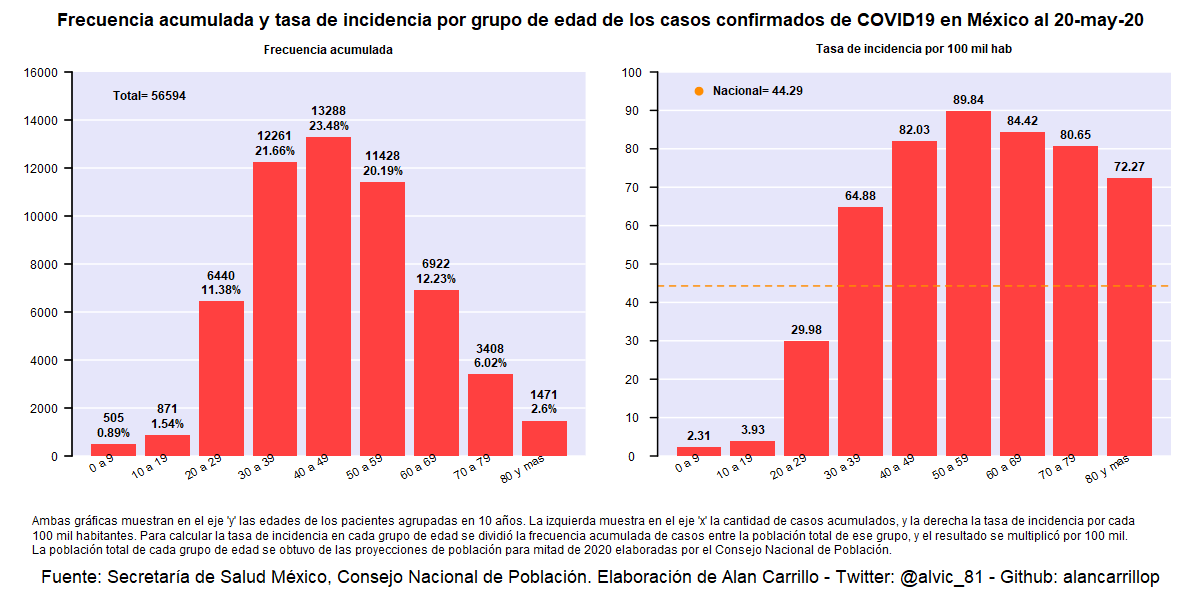 Frecuencia acumulada y tasa de incidencia por grupo de edad de los casos confirmados de COVID19 en México al 20-may-20
Frecuencia acumulada
16000
14000
12000
10000
8000
6000
4000
2000
0
Total= 56594
505
0.89%
871
1.54%
6440
11.38%
12261
21.66%
13288
23.48%
11428
20.19%
6922
12.23%
3408
6.02%
1471
2.6%
0 a 9
10 a 19
20 a 29
30 a 39
40 a 49
50 a 59
60 a 69
70 a 79
80 y mas
Tasa de incidencia por 100 mil hab
100
90
80
70
60
50
40
30
20
10
0
Nacional= 44.29
2.31
3.93
29.98
64.88
82.03
89.84
84.42
80.65
72.27
0 a 9
10 a 19
20 a 29
30 a 39
40 a 49
50 a 59
60 a 69
70 a 79
80 y mas
Ambas gráficas muestran en el eje 'y' las edades de los pacientes agrupadas en 10 años. La izquierda muestra en el eje 'x' la cantidad de casos acumulados, y la derecha la tasa de incidencia por cada
100 mil habitantes. Para calcular la tasa de incidencia en cada grupo de edad se dividió la frecuencia acumulada de casos entre la población total de ese grupo, y el resultado se multiplicó por 100 mil.
La población total de cada grupo de edad se obtuvo de las proyecciones de población para mitad de 2020 elaboradas por el Consejo Nacional de Población.
Fuente: Secretaría de Salud México, Consejo Nacional de Población. Elaboración de Alan Carrillo - Twitter: @alvic_81 - Github: alancarrillop